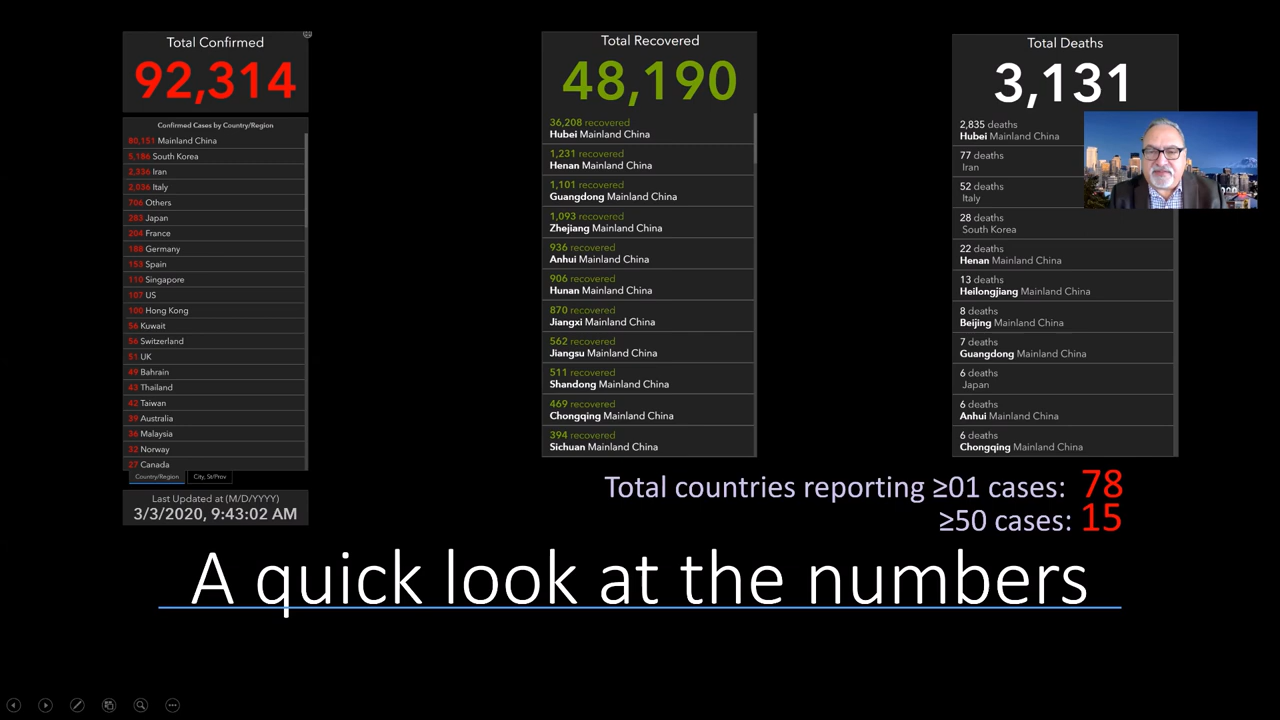 Total Confirmed
92,314
Confirmed Cases by Country/Region
80,151 Mainland China
5,186 South Korea
2,336 Iran
2,036 Italy
706 Others
283 Japan
204 France
188 Germany
153 Spain
110 Singapore
107 US
100 Hong Kong
56 Kuwait
56 Switzerland
51 UK
49 Bahrain
43 Thailand
42 Taiwan
39 Australia
36 Malaysia
32 Norway
27 Canada
Country/Region City, St/Prov
Last Updated at (M/D/YYYY)
3/3/2020, 9:43:02 AM
Total Recovered
48,190
36,208 recovered
Hubei Mainland China
1,231 recovered
Henan Mainland China
1,101 recovered
Guangdong Mainland China
1,093 recovered
Zhejiang Mainland China
936 recovered
Anhui Mainland China
906 recovered
Hunan Mainland China
870 recovered
Jiangxi Mainland China
562 recovered
Jiangsu Mainland China
511 recovered
Shandong Mainland China
469 recovered
Chongqing Mainland China
394 recovered
Sichuan Mainland China
Total Deaths
3,131
2,835 deaths
Hubei Mainland China
77 deaths
Iran
52 deaths
Italy
28 deaths
South Korea
22 deaths
Henan Mainland China
13 deaths
Heilongjiang Mainland China
8 deaths
Beijing Mainland China
7 deaths
Guangdong Mainland China
6 deaths
Japan
6 deaths
Anhui Mainland China
6 deaths
Chongqing Mainland China
Total countries reporting ≥01 cases: 78
≥50 cases: 15
A quick look at the numbers